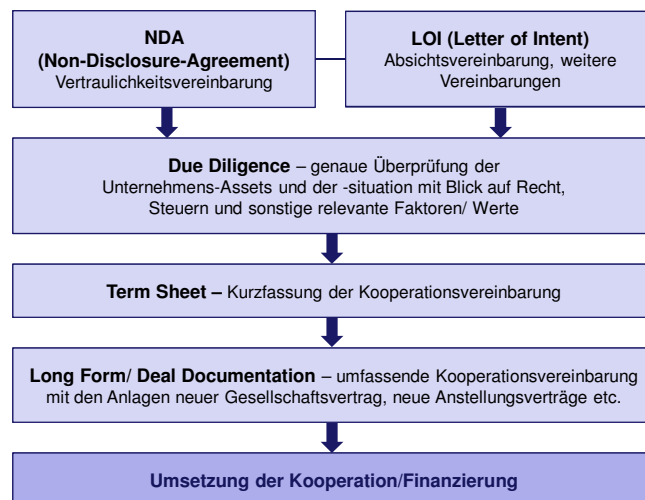 NDA
(Non-Disclosure-Agreement)
Vertraulichkeitsvereinbarung
LOI (Letter of Intent)
Absichtsvereinbarung, weitere
Vereinbarungen
Due Diligence – genaue Überprüfung der
Unternehmens-Assets und der -situation mit Blick auf Recht,
Steuern und sonstige relevante Faktoren/ Werte
Term Sheet – Kurzfassung der Kooperationsvereinbarung
Long Form/ Deal Documentation – umfassende Kooperationsvereinbarung
mit den Anlagen neuer Gesellschaftsvertrag, neue Anstellungsverträge etc.
Umsetzung der Kooperation/Finanzierung